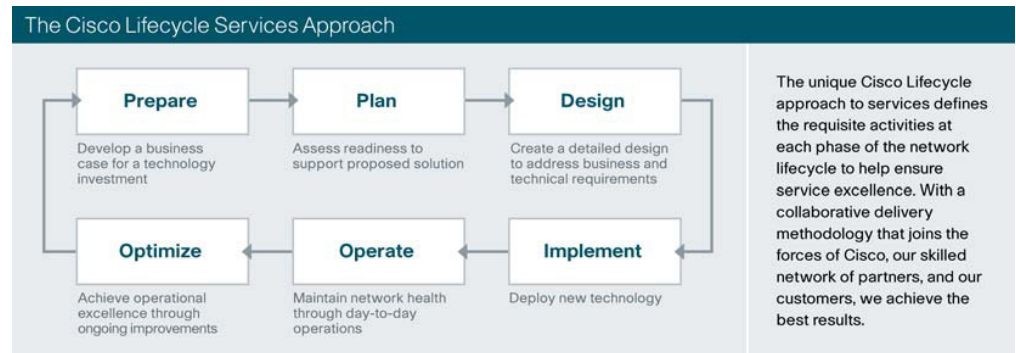 The Cisco Lifecycle Services Approach
Prepare
Develop a business
case for a technology
investment
Plan
Assess readiness to
support proposed solution
Design
Create a detailed design
to address business and
technical requirements
Optimize
Achieve operational
excellence through
ongoing improvements
Operate
Maintain network health
through day-to-day
operations
Implement
Deploy new technology
The unique Cisco Lifecycle
approach to services defines
the requisite activities at
each phase of the network
lifecycle to help ensure
service excellence. With a
collaborative delivery
methodology that joins the
forces of Cisco, our skilled
network of partners, and our
customers, we achieve the
best results.